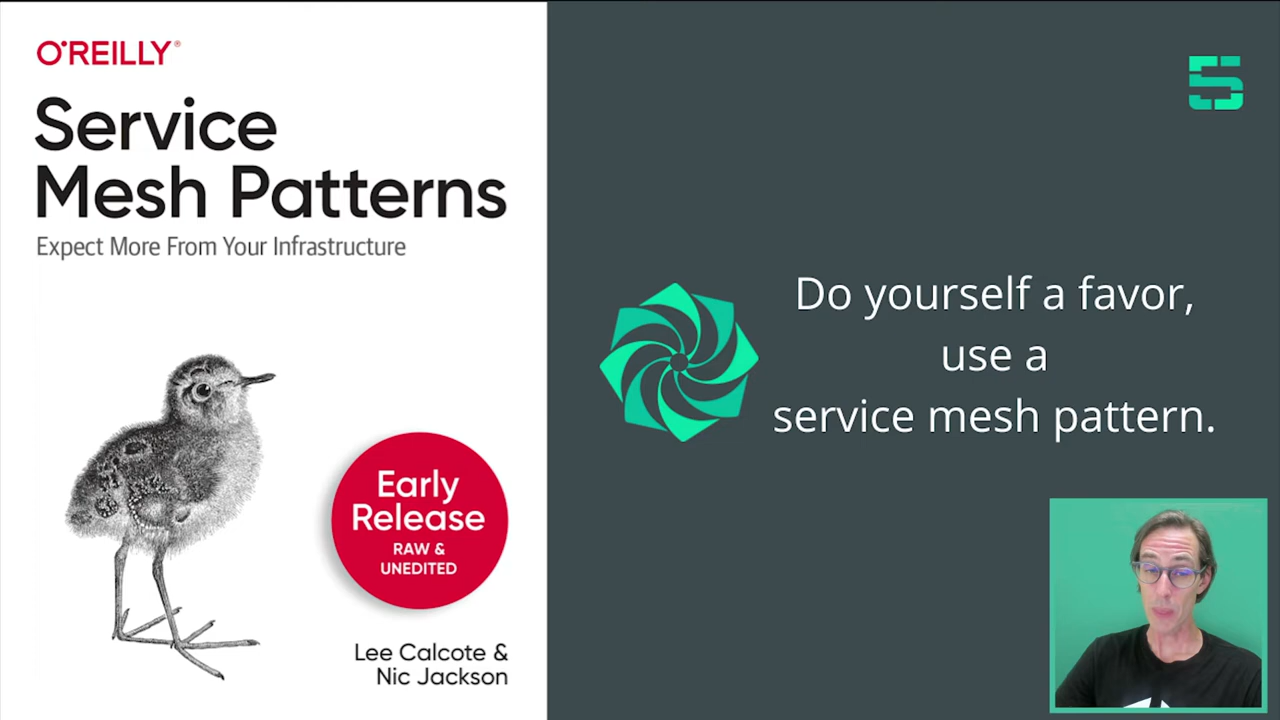 O'REILLY®
Service
Mesh Patterns
Expect More From Your Infrastructure
Early
Release
RAW &
UNEDITED
Lee Calcote &
Nic Jackson
5
Do yourself a favor,
use a
service mesh pattern.